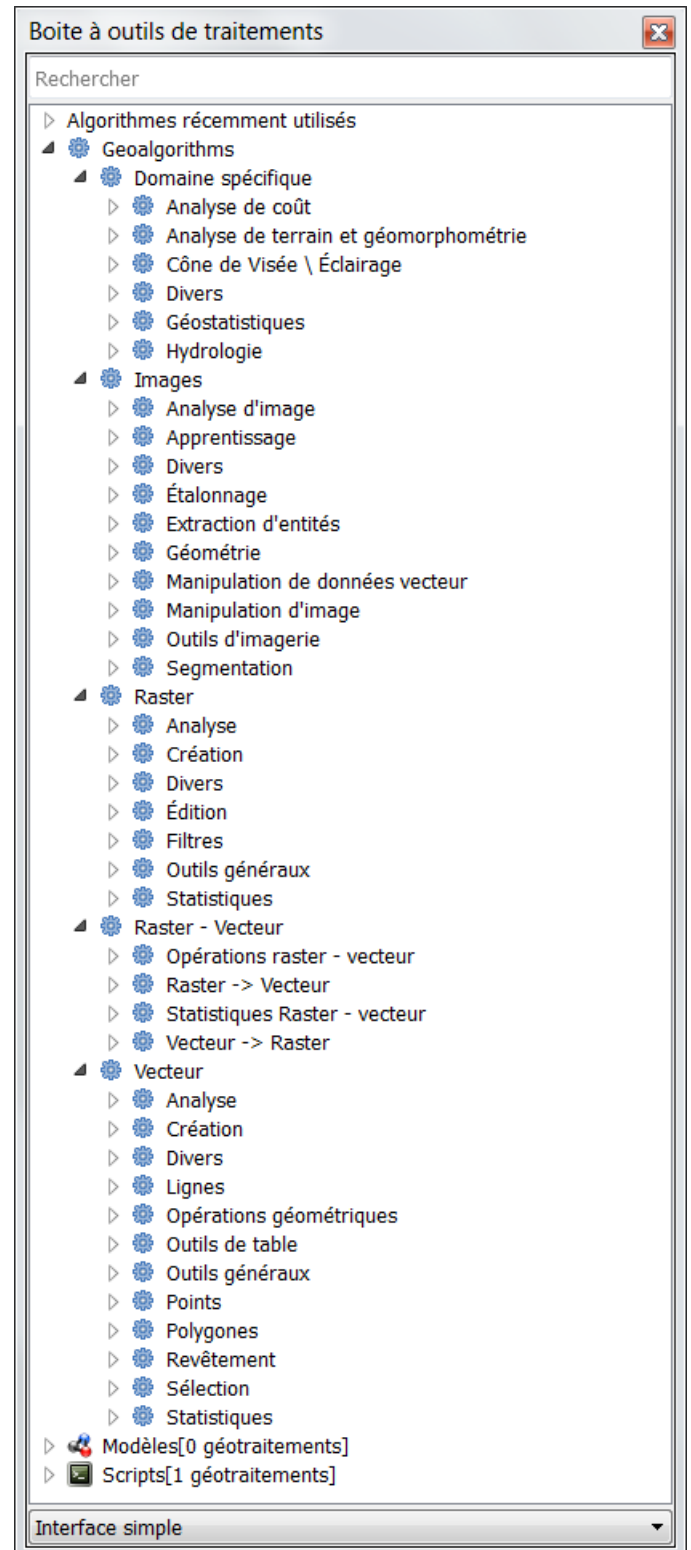 Boite à outils de traitements
Rechercher
Algorithmes récemment utilisés
Geoalgorithms
Domaine spécifique
Analyse de coût
Analyse de terrain et géomorphométrie
Cône de Visée \ Éclairage
Divers
Géostatistiques
Hydrologie
Images
Analyse d'image
Apprentissage
Divers
Étalonnage
Extraction d'entités
Géométrie
Manipulation de données vecteur
Manipulation d'image
Outils d'imagerie
Segmentation
Raster
Analyse
Création
Divers
Édition
Filtres
Outils généraux
Statistiques
Raster - Vecteur
Opérations raster - vecteur
Raster -> Vecteur
Statistiques Raster - vecteur
Vecteur -> Raster
Vecteur
Analyse
Création
Divers
Lignes
Opérations géométriques
Outils de table
Outils généraux
Points
Polygones
Revêtement
Sélection
Statistiques
Modèles[0 géotraitements]
Scripts[1 géotraitements]
Interface simple